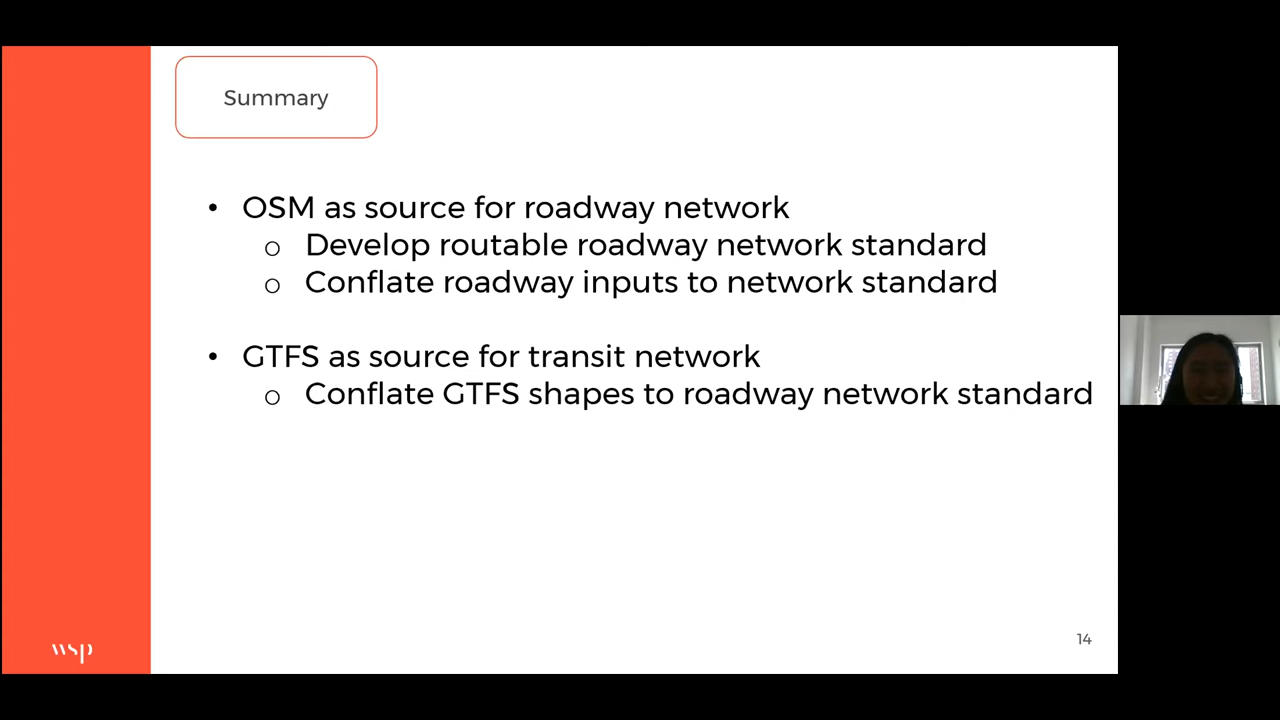 Summary
• OSM as source for roadway network
o Develop routable roadway network standard
o Conflate roadway inputs to network standard
• GTFS as source for transit network
o Conflate GTFS shapes to roadway network standard
wsp
14